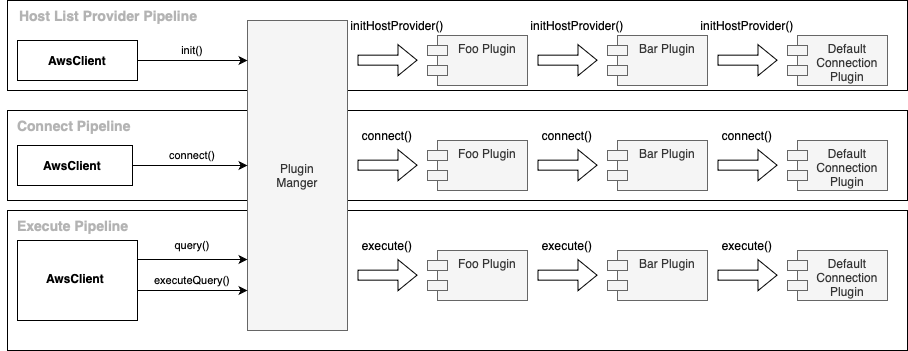 Host List Provider Pipeline
AwsClient
init()
initHostProvider()
Foo Plugin
initHostProvider()
Bar Plugin
initHostProvider()
Default
Connection
Plugin
Plugin
Manger
Connect Pipeline
AwsClient
connect()
connect()
Foo Plugin
connect()
Bar Plugin
connect()
Default
Connection
Plugin
Execute Pipeline
AwsClient
query()
executeQuery()
execute()
Foo Plugin
execute()
Bar Plugin
execute()
Default
Connection
Plugin